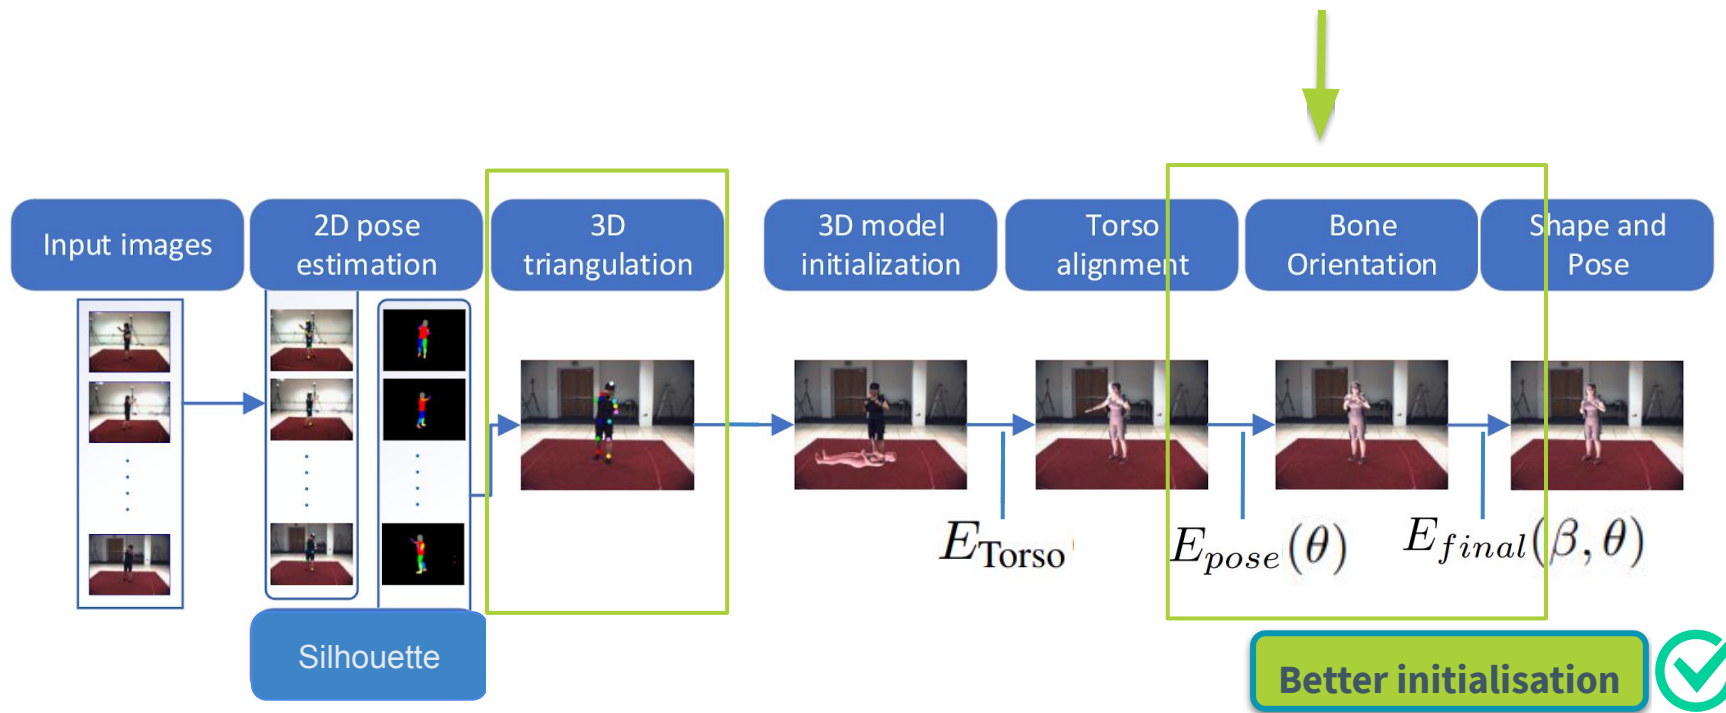 Input images
2D pose
estimation
3D
triangulation
3D model
initialization
Torso
alignment
Bone
Orientation
Shape and
Pose
E_Torso
E_pose(θ)
E_final(β, θ)
Silhouette
Better initialisation